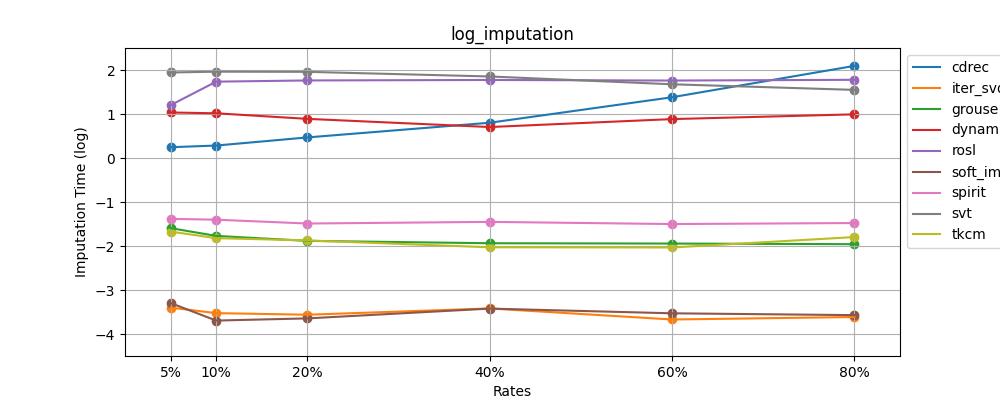 log_imputation
Imputation Time (log)
2
1
0
−1
−2
−3
−4
5%
10%
20%
40%
60%
80%
Rates
cdrec
iter_svd
grouse
dynam
rosl
soft_im
spirit
svt
tkcm